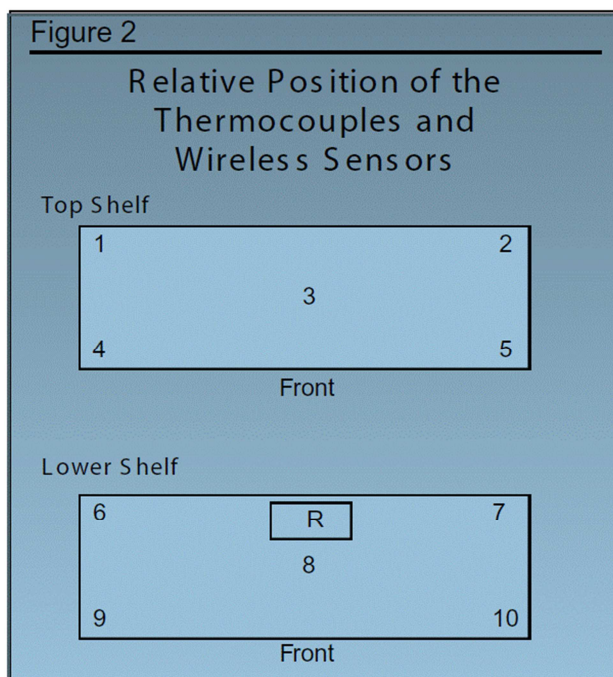 Figure 2
Relative Position of the
Thermocouples and
Wireless Sensors
Top Shelf
1 2
3
4 5
Front
Lower Shelf
6 R 7
8
9 10
Front